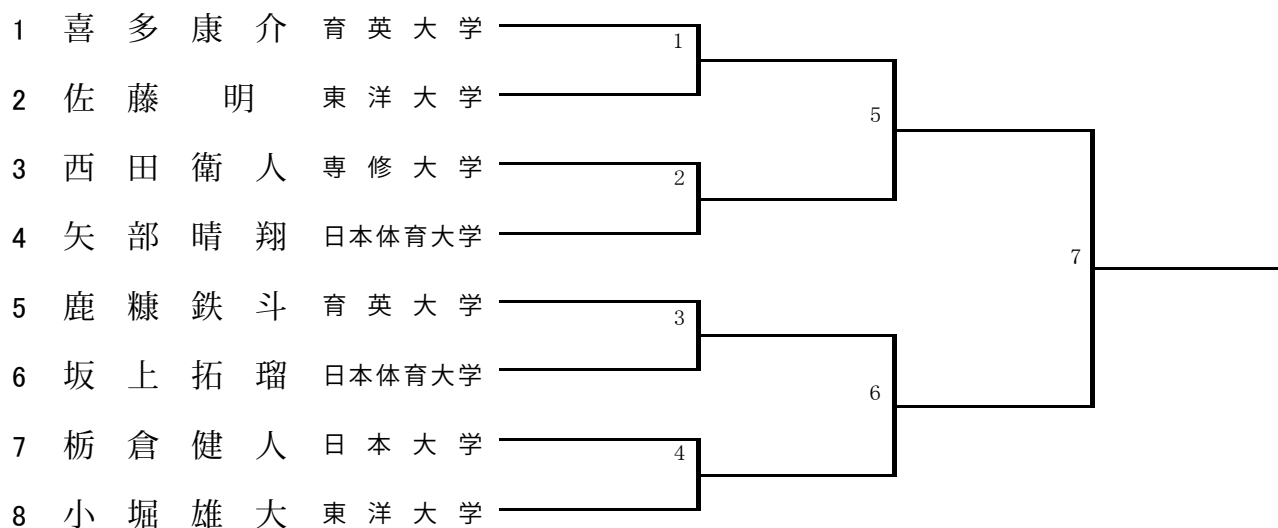 1 喜多康介 育英大学
1
2 佐藤 明 東洋大学
5
3 西田衛人 専修大学
2
4 矢部晴翔 日本体育大学
7
5 鹿糠鉄斗 育英大学
3
6 坂上拓瑠 日本体育大学
6
7 栃倉健人 日本大学
4
8 小堀雄大 東洋大学